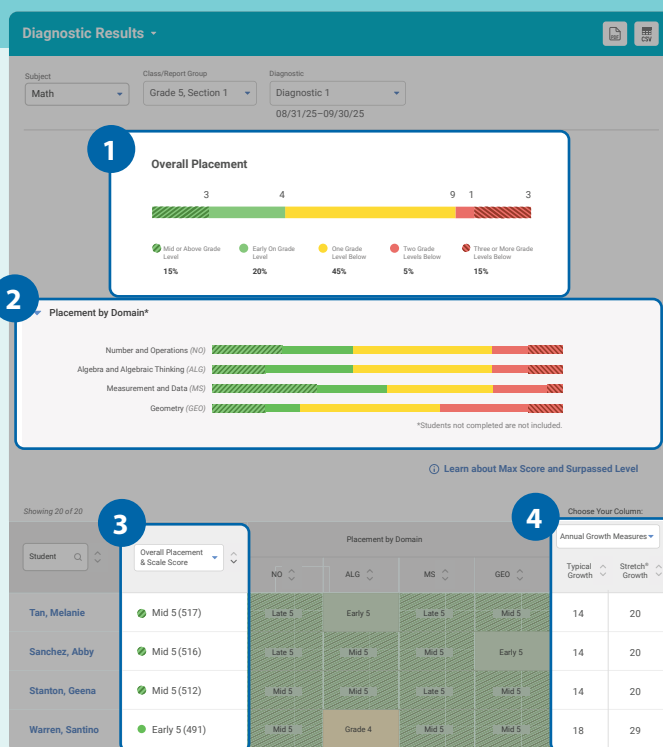 Diagnostic Results
PDF
CSV
Subject
Class/Report Group
Diagnostic
Math
Grade 5, Section 1
Diagnostic 1
08/31/25–09/30/25
1
Overall Placement
3 4 9 1 3
Mid or Above Grade Level
Early On Grade Level
One Grade Level Below
Two Grade Levels Below
Three or More Grade Levels Below
15% 20% 45% 5% 15%
2
Placement by Domain*
Number and Operations (NO)
Algebra and Algebraic Thinking (ALG)
Measurement and Data (MS)
Geometry (GEO)
*Students not completed are not included.
Learn about Max Score and Surpassed Level
Showing 20 of 20
3
4
Choose Your Column:
Student
Overall Placement & Scale Score
Placement by Domain
Annual Growth Measures
NO ALG MS GEO
Typical Growth
Stretch® Growth
Tan, Melanie Mid 5 (517) Late 5 Early 5 Late 5 Mid 5 14 20
Sanchez, Abby Mid 5 (516) Late 5 Mid 5 Mid 5 Early 5 14 20
Stanton, Geena Mid 5 (512) Mid 5 Mid 5 Late 5 Mid 5 14 20
Warren, Santino Early 5 (491) Mid 5 Grade 4 Mid 5 Mid 5 18 29